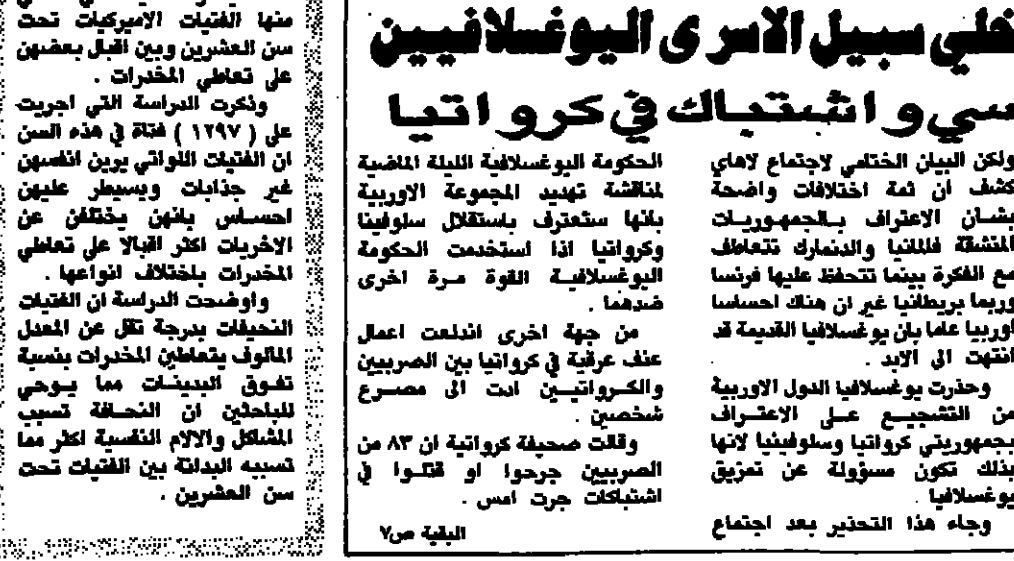 خلي سبيل الاسرى اليوغسلافيين
سي واشتباك في كرواتيا
ولكن البيان الختامي لاجتماع لاهاي
كشف ان ثمة اختلافات واضحة
بشان الاعتراف بالجمهوريات
المنشقة فالمانيا والدنمارك تتعاطف
مع الفكرة بينما تتحفظ عليها فرنسا
وربما بريطانيا غير ان هناك احساسا
اوربيا عاما بان يوغسلافيا القديمة قد
انتهت الى الابد .
وحذرت يوغسلافيا الدول الاوربية
من التشجيع على الاعتراف
بجمهوريتي كرواتيا وسلوفينيا لانها
بذلك تكون مسؤولة عن تمزيق
يوغسلافيا .
وجاء هذا التحذير بعد اجتماع
الحكومة اليوغسلافية الليلة الماضية
لمناقشة تهديد المجموعة الاوربية
بانها ستعترف باستقلال سلوفينا
وكرواتيا اذا استخدمت الحكومة
اليوغسلافية القوة مرة اخرى
ضدهما .
من جهة اخرى اندلعت اعمال
عنف عرقية في كرواتيا بين الصربيين
والكرواتيين ادت الى مصرع
شخصين .
وقالت صحيفة كرواتية ان ٨٣ من
الصربيين جرحوا او قتلوا في
اشتباكات جرت امس .
البقية ص٧
منها الفتيات الاميركيات تحت
سن العشرين وبين اقبال بعضهن
على تعاطي المخدرات .
وذكرت الدراسة التي اجريت
على ( ١٢٩٧ ) فتاة في هذه السن
ان الفتيات اللواتي يرين انفسهن
غير جذابات ويسيطر عليهن
احساس بانهن يختلفن عن
الاخريات اكثر اقبالا على تعاطي
المخدرات باختلاف انواعها .
واوضحت الدراسة ان الفتيات
النحيفات بدرجة تقل عن المعدل
المالوف يتعاطين المخدرات بنسبة
تفوق البدينات مما يوحي
للباحثين ان النحافة تسبب
المشاكل والالام النفسية اكثر مما
تسببه البدانة بين الفتيات تحت
سن العشرين .